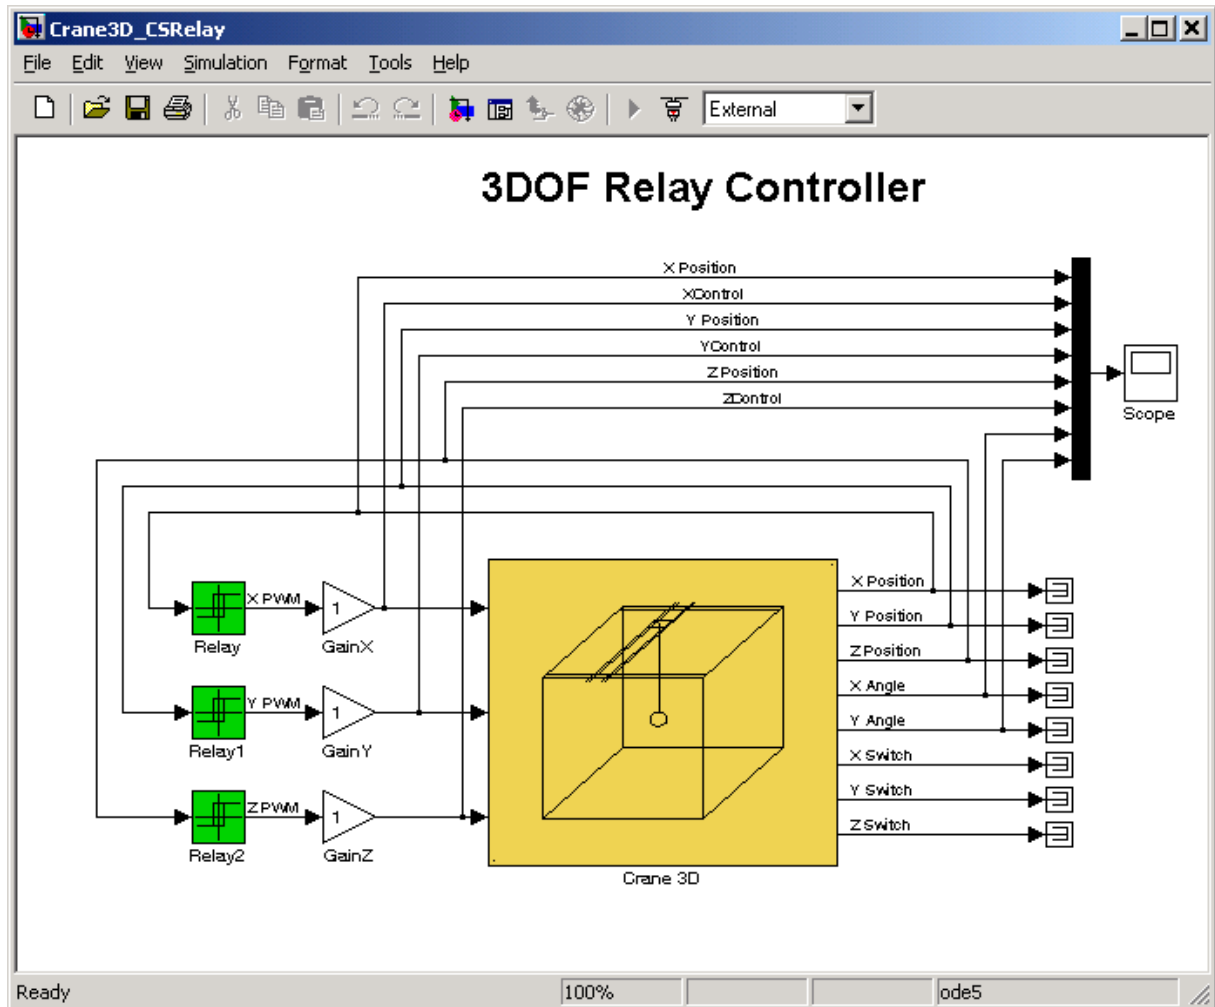 Crane3D_CSRelay
File Edit View Simulation Format Tools Help
External
3DOF Relay Controller
X Position
XControl
Y Position
YControl
Z Position
ZControl
Scope
X PWM
1
Relay
GainX
Y PWM
1
Relay1
GainY
Z PWM
1
Relay2
GainZ
Crane 3D
X Position
Y Position
Z Position
X Angle
Y Angle
X Switch
Y Switch
Z Switch
Ready 100% ode5